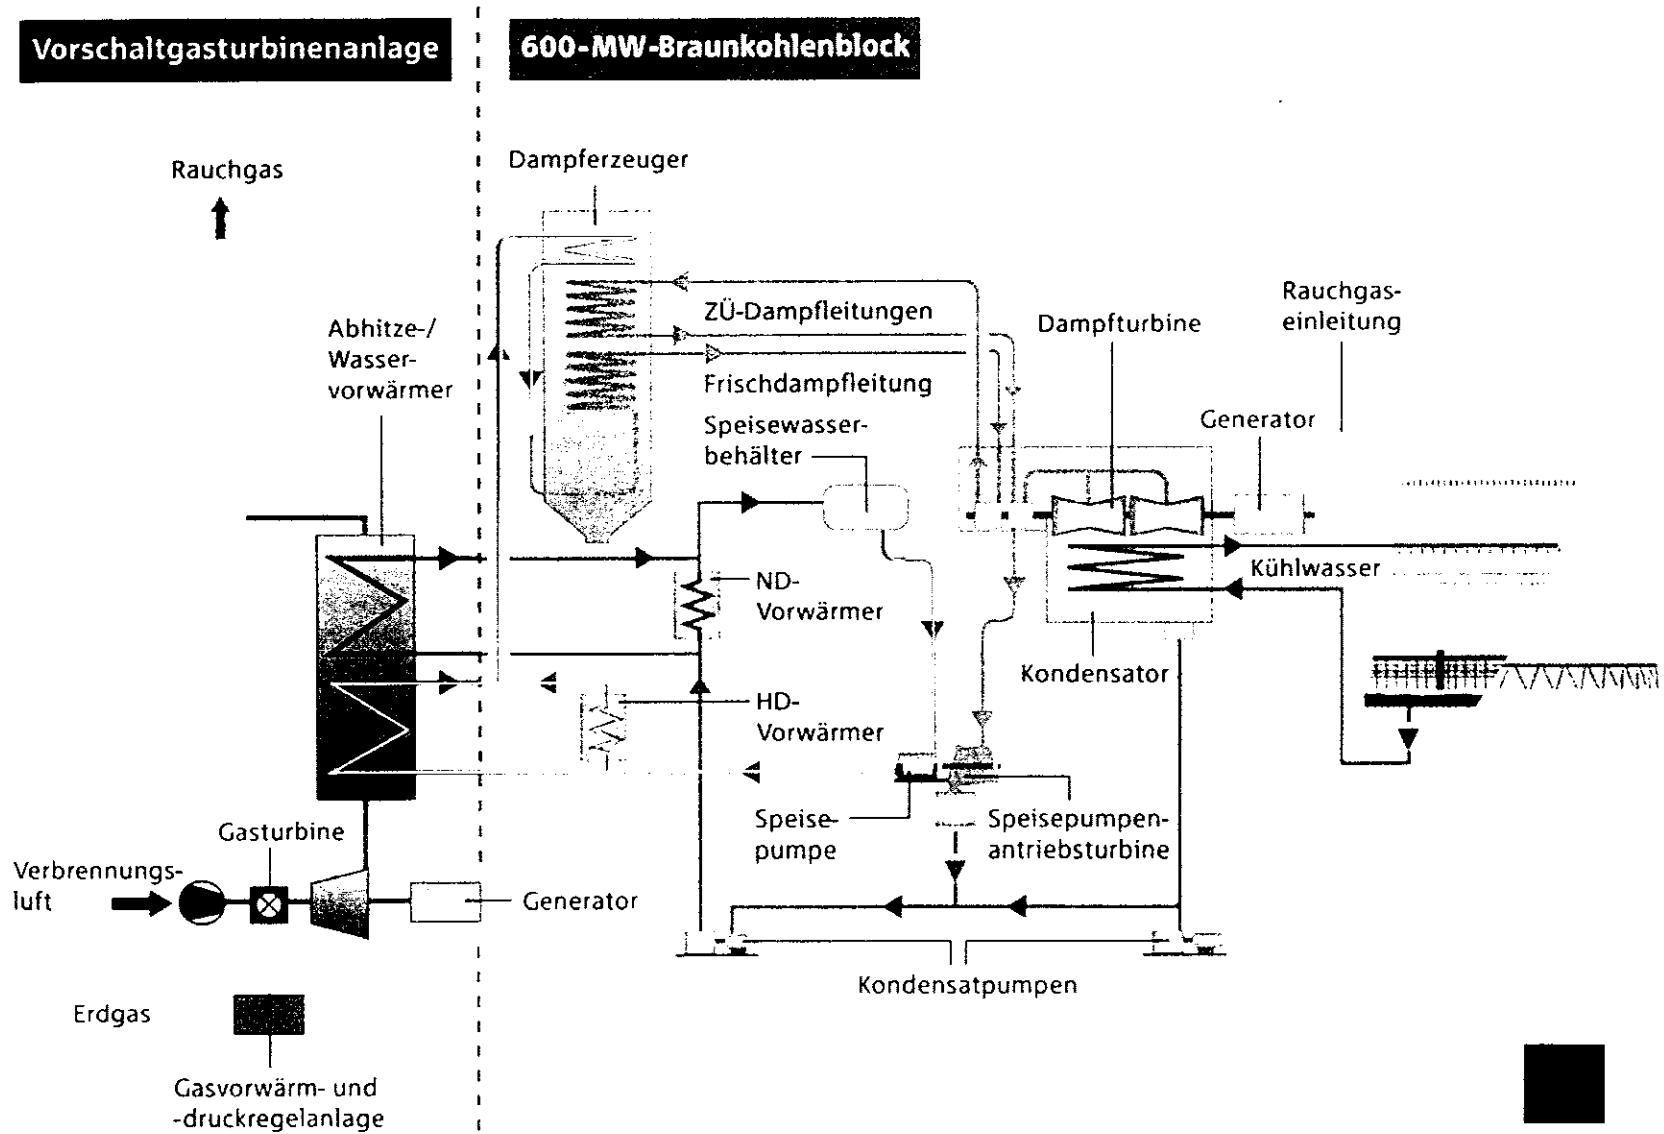 Vorschaltgasturbinenanlage
600-MW-Braunkohlenblock
Rauchgas
Dampferzeuger
Abhitze-/
Wasser-
vorwärmer
ZÜ-Dampfleitungen
Frischdampfleitung
Speisewasser-
behälter
Dampfturbine
Rauchgas-
einleitung
Generator
ND-
Vorwärmer
Kühlwasser
Kondensator
HD-
Vorwärmer
Gasturbine
Verbrennungs-
luft
Generator
Speise-
pumpe
Speisepumpen-
antriebsturbine
Kondensatpumpen
Erdgas
Gasvorwärm- und
-druckregelanlage